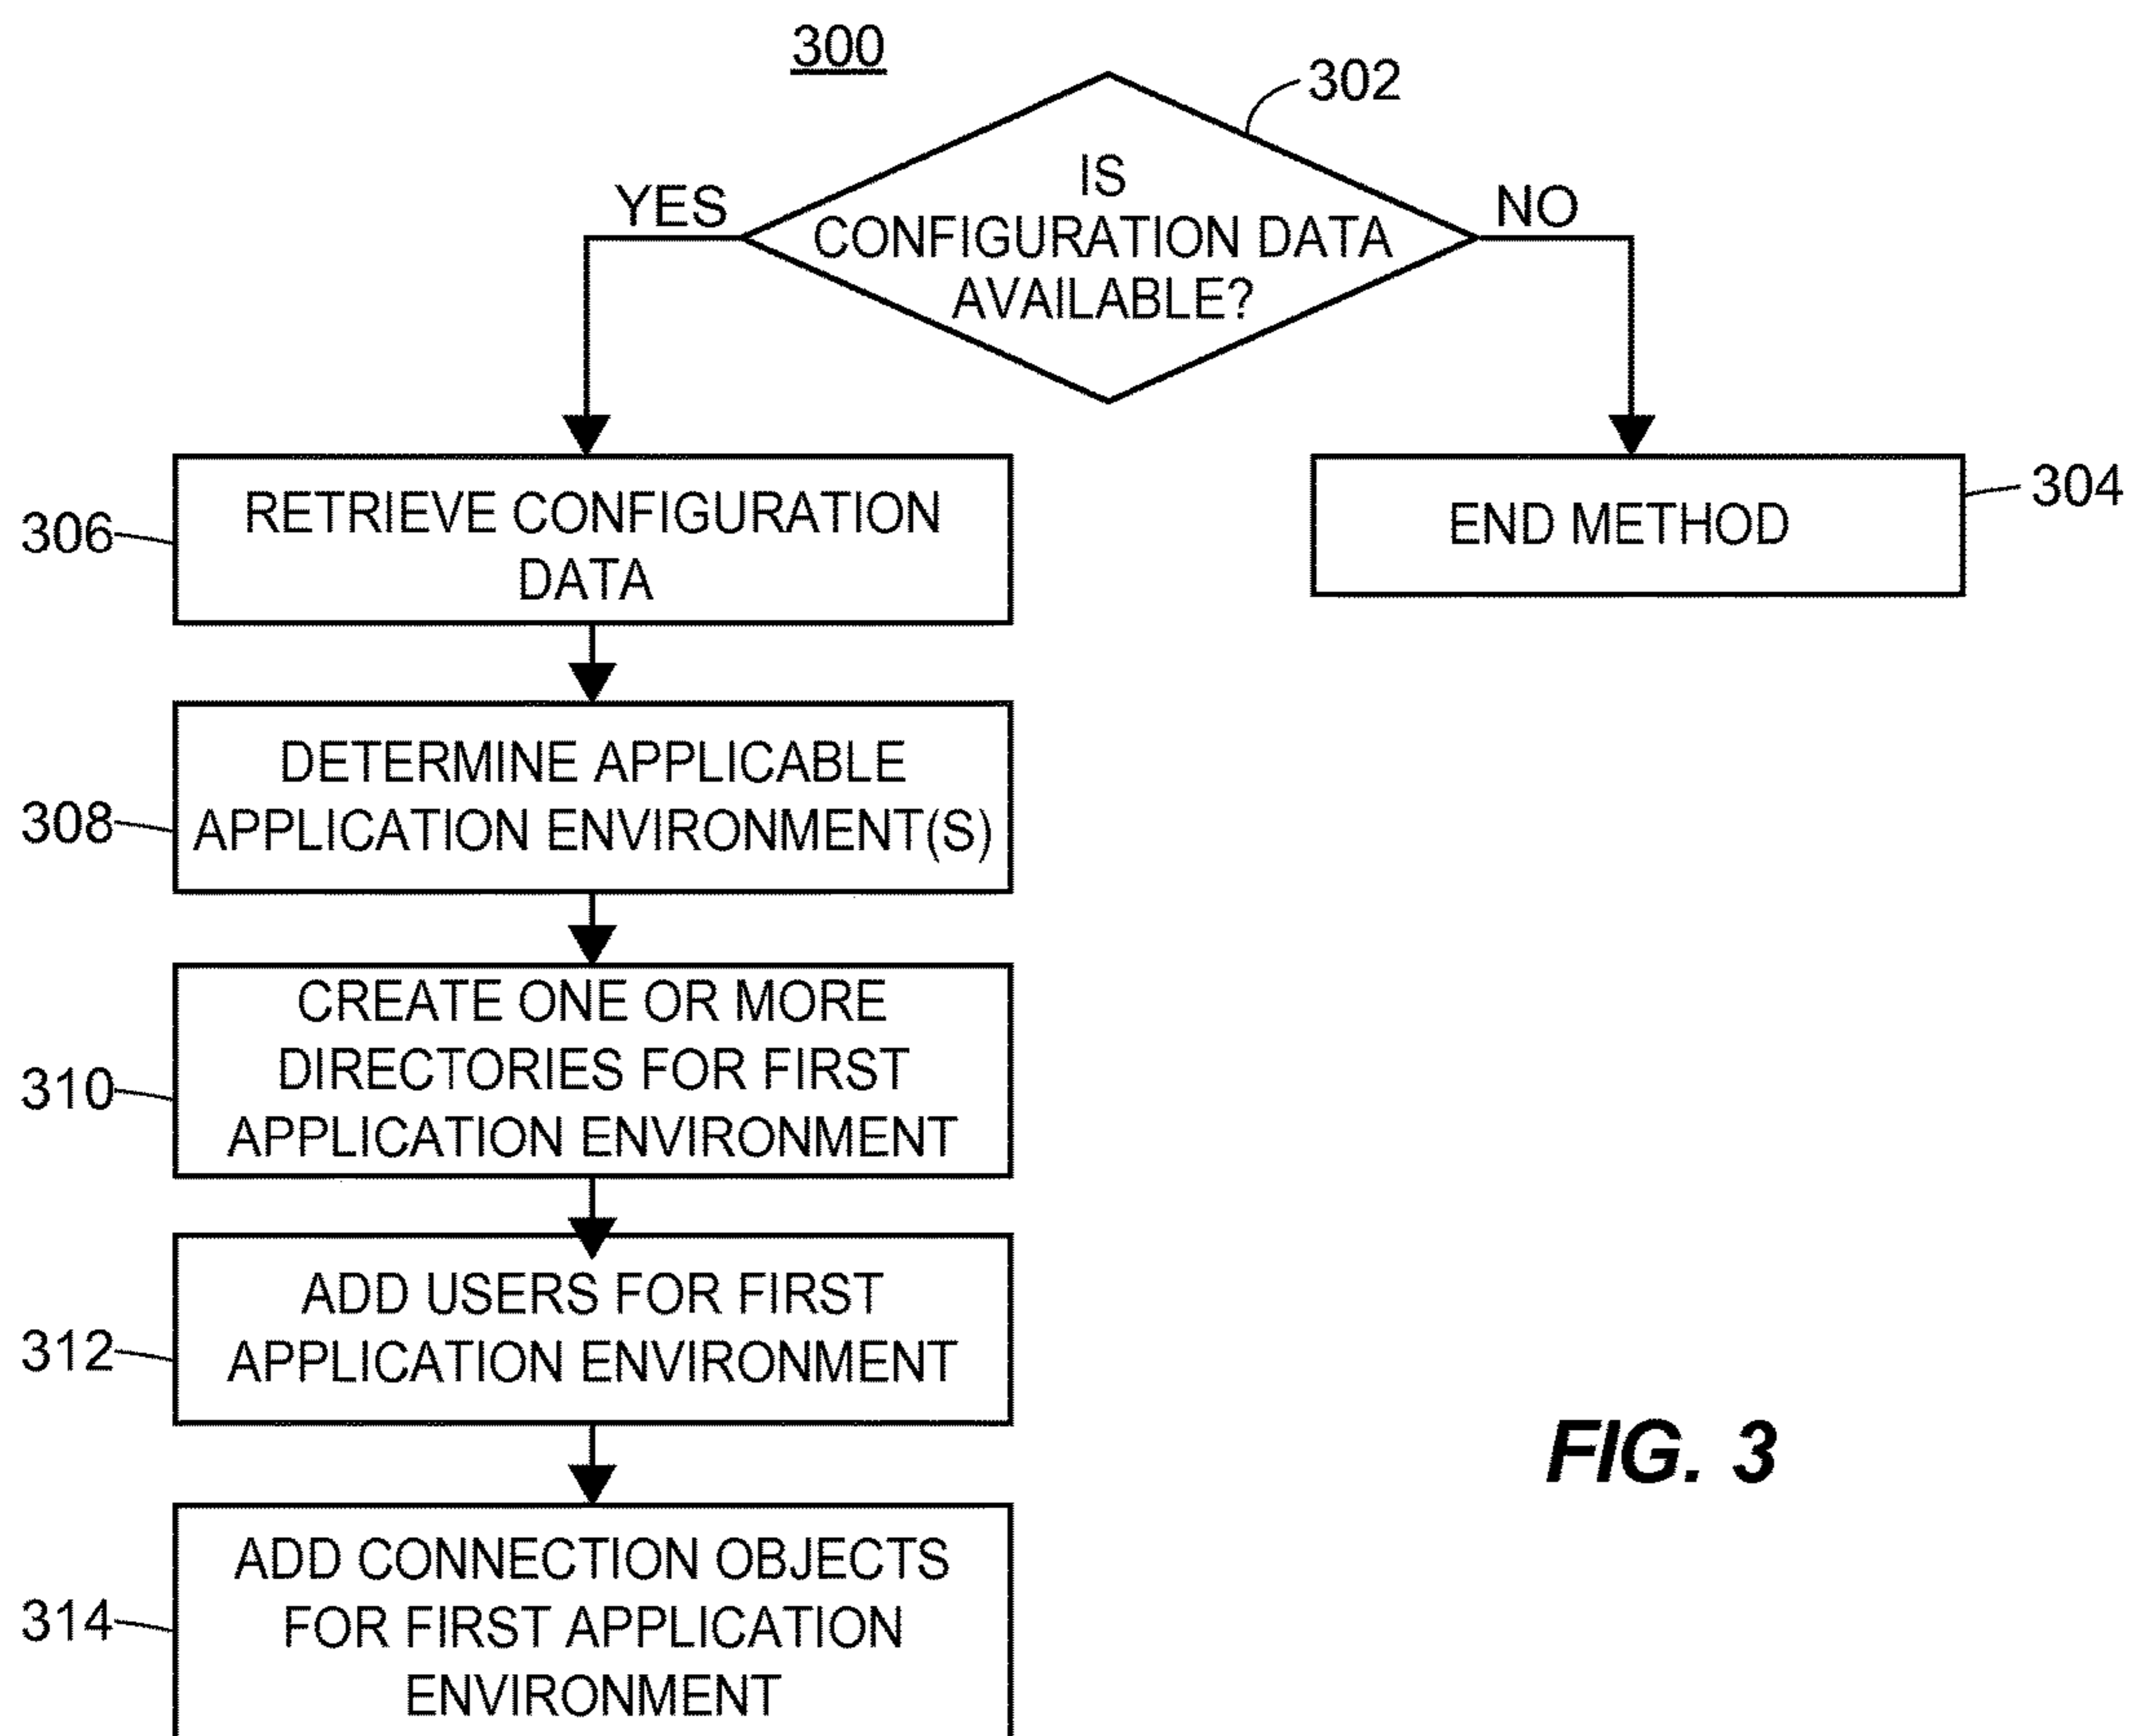 300
302
IS
CONFIGURATION DATA
AVAILABLE?
YES
NO
306
RETRIEVE CONFIGURATION
DATA
END METHOD
304
308
DETERMINE APPLICABLE
APPLICATION ENVIRONMENT(S)
310
CREATE ONE OR MORE
DIRECTORIES FOR FIRST
APPLICATION ENVIRONMENT
312
ADD USERS FOR FIRST
APPLICATION ENVIRONMENT
314
ADD CONNECTION OBJECTS
FOR FIRST APPLICATION
ENVIRONMENT
FIG. 3